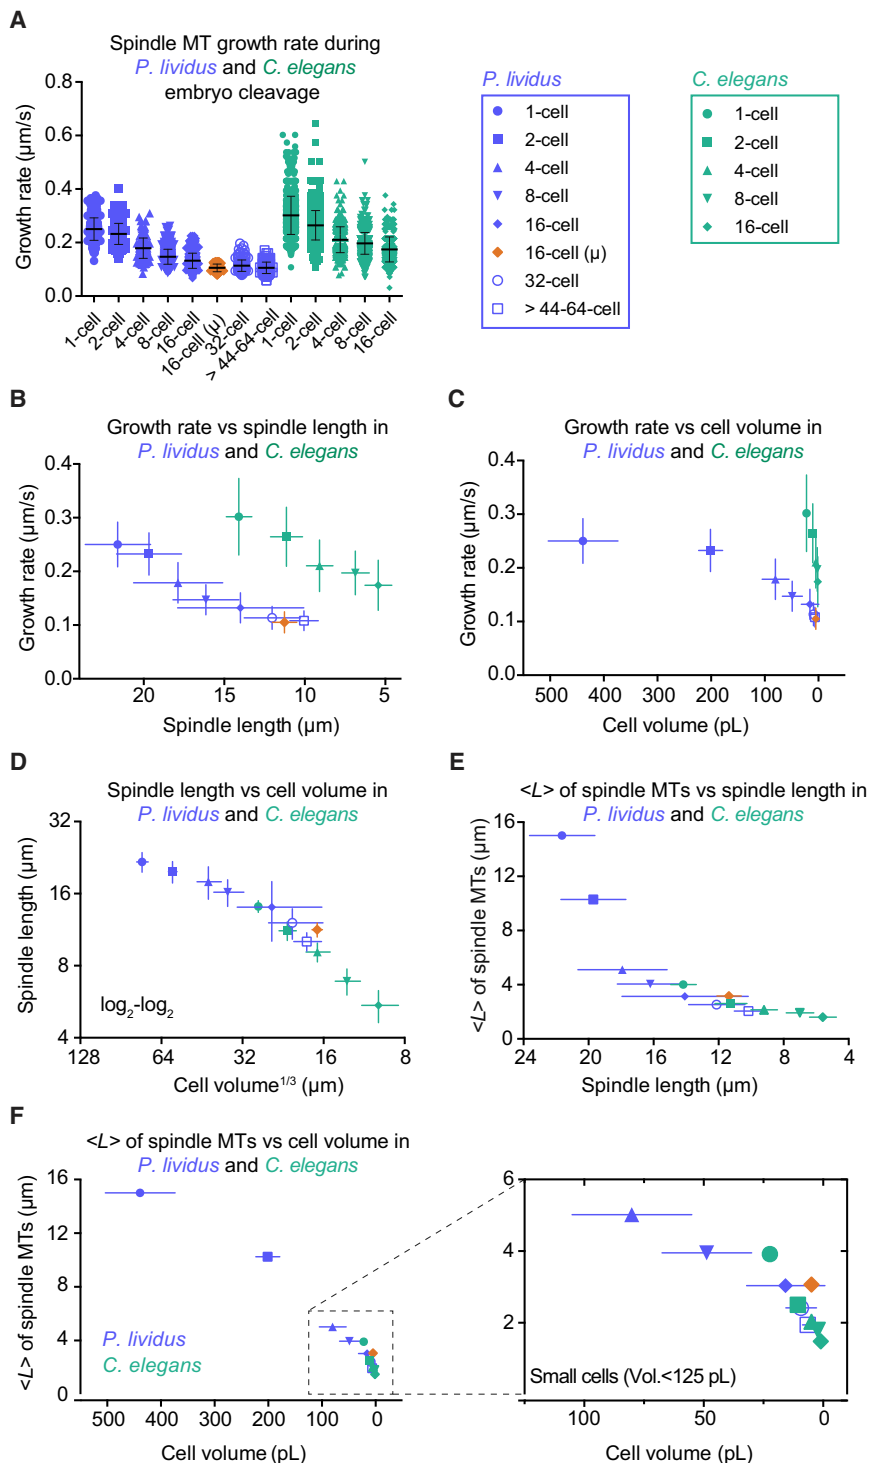 A
Spindle MT growth rate during
P. lividus and C. elegans
embryo cleavage
Growth rate (µm/s)
0.8
0.6
0.4
0.2
0.0
1-cell
2-cell
4-cell
8-cell
16-cell
16-cell (µ)
32-cell
> 44-64-cell
1-cell
2-cell
4-cell
8-cell
16-cell
P. lividus
1-cell
2-cell
4-cell
8-cell
16-cell
16-cell (µ)
32-cell
> 44-64-cell
C. elegans
1-cell
2-cell
4-cell
8-cell
16-cell
B
Growth rate vs spindle length in
P. lividus and C. elegans
Growth rate (µm/s)
0.4
0.3
0.2
0.1
0.0
20 15 10 5
Spindle length (µm)
C
Growth rate vs cell volume in
P. lividus and C. elegans
Growth rate (µm/s)
0.4
0.3
0.2
0.1
0.0
500 400 300 200 100 0
Cell volume (pL)
D
Spindle length vs cell volume in
P. lividus and C. elegans
Spindle length (µm)
32
16
8
4
log2-log2
128 64 32 16 8
Cell volume1/3 (µm)
E
<L> of spindle MTs vs spindle length in
P. lividus and C. elegans
<L> of spindle MTs (µm)
16
12
8
4
0
24 20 16 12 8 4
Spindle length (µm)
F
<L> of spindle MTs vs cell volume in
P. lividus and C. elegans
<L> of spindle MTs (µm)
16
12
8
4
0
P. lividus
C. elegans
500 400 300 200 100 0
Cell volume (pL)
6
4
2
Small cells (Vol.<125 pL)
100 50 0
Cell volume (pL)